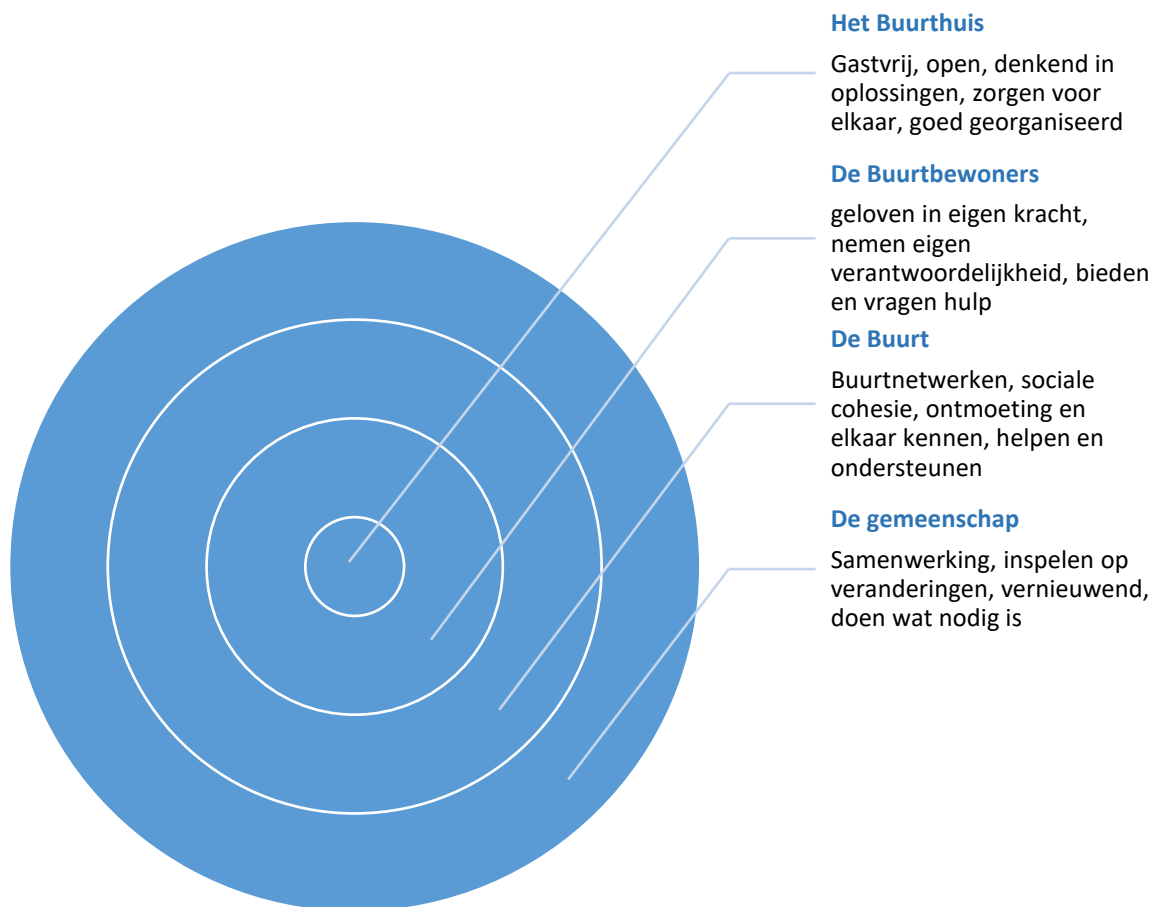 Het Buurthuis
Gastvrij, open, denkend in
oplossingen, zorgen voor
elkaar, goed georganiseerd
De Buurtbewoners
geloven in eigen kracht,
nemen eigen
verantwoordelijkheid, bieden
en vragen hulp
De Buurt
Buurtnetwerken, sociale
cohesie, ontmoeting en
elkaar kennen, helpen en
ondersteunen
De gemeenschap
Samenwerking, inspelen op
veranderingen, vernieuwend,
doen wat nodig is